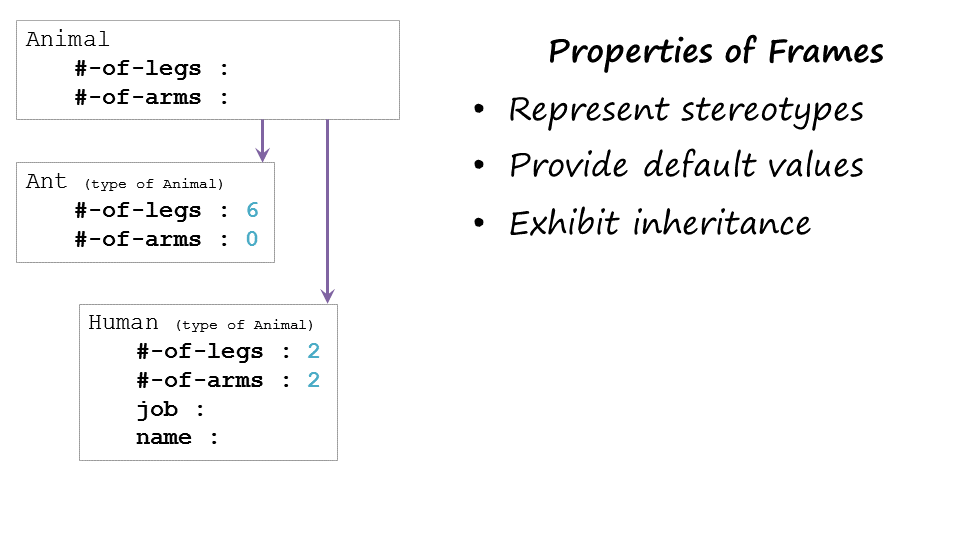 Animal
#-of-legs :
#-of-arms :
Ant (type of Animal)
#-of-legs : 6
#-of-arms : 0
Human (type of Animal)
#-of-legs : 2
#-of-arms : 2
job :
name :
Properties of Frames
• Represent stereotypes
• Provide default values
• Exhibit inheritance